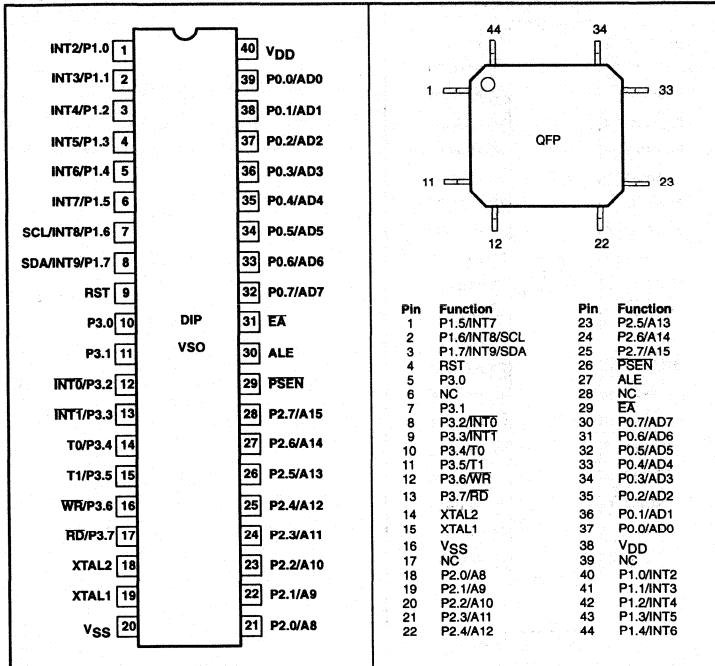 INT2/P1.0 1 40 VDD
INT3/P1.1 2 39 P0.0/AD0
INT4/P1.2 3 38 P0.1/AD1
INT5/P1.3 4 37 P0.2/AD2
INT6/P1.4 5 36 P0.3/AD3
INT7/P1.5 6 35 P0.4/AD4
SCL/INT8/P1.6 7 34 P0.5/AD5
SDA/INT9/P1.7 8 33 P0.6/AD6
RST 9 32 P0.7/AD7
P3.0 10 DIP 31 EA
VSO
P3.1 11 30 ALE
INT0/P3.2 12 29 PSEN
INT1/P3.3 13 28 P2.7/A15
T0/P3.4 14 27 P2.6/A14
T1/P3.5 15 26 P2.5/A13
WR/P3.6 16 25 P2.4/A12
RD/P3.7 17 24 P2.3/A11
XTAL2 18 23 P2.2/A10
XTAL1 19 22 P2.1/A9
VSS 20 21 P2.0/A8
44 34
1 33
QFP
11 23
12 22
Pin Function Pin Function
1 P1.5/INT7 23 P2.5/A13
2 P1.6/INT8/SCL 24 P2.6/A14
3 P1.7/INT9/SDA 25 P2.7/A15
4 RST 26 PSEN
5 P3.0 27 ALE
6 NC 28 NC
7 P3.1 29 EA
8 P3.2/INT0 30 P0.7/AD7
9 P3.3/INT1 31 P0.6/AD6
10 P3.4/T0 32 P0.5/AD5
11 P3.5/T1 33 P0.4/AD4
12 P3.6/WR 34 P0.3/AD3
13 P3.7/RD 35 P0.2/AD2
14 XTAL2 36 P0.1/AD1
15 XTAL1 37 P0.0/AD0
16 VSS 38 VDD
17 NC 39 NC
18 P2.0/A8 40 P1.0/INT2
19 P2.1/A9 41 P1.1/INT3
20 P2.2/A10 42 P1.2/INT4
21 P2.3/A11 43 P1.3/INT5
22 P2.4/A12 44 P1.4/INT6